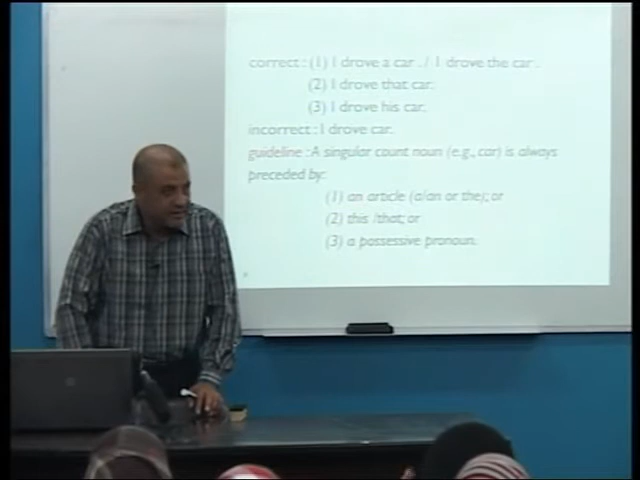 correct : (1) I drove a car . / I drove the car .
(2) I drove that car.
(3) I drove his car.
incorrect : I drove car.
guideline : A singular count noun (e.g., car) is always
preceded by:
(1) an article (a/an or the); or
(2) this /that; or
(3) a possessive pronoun.